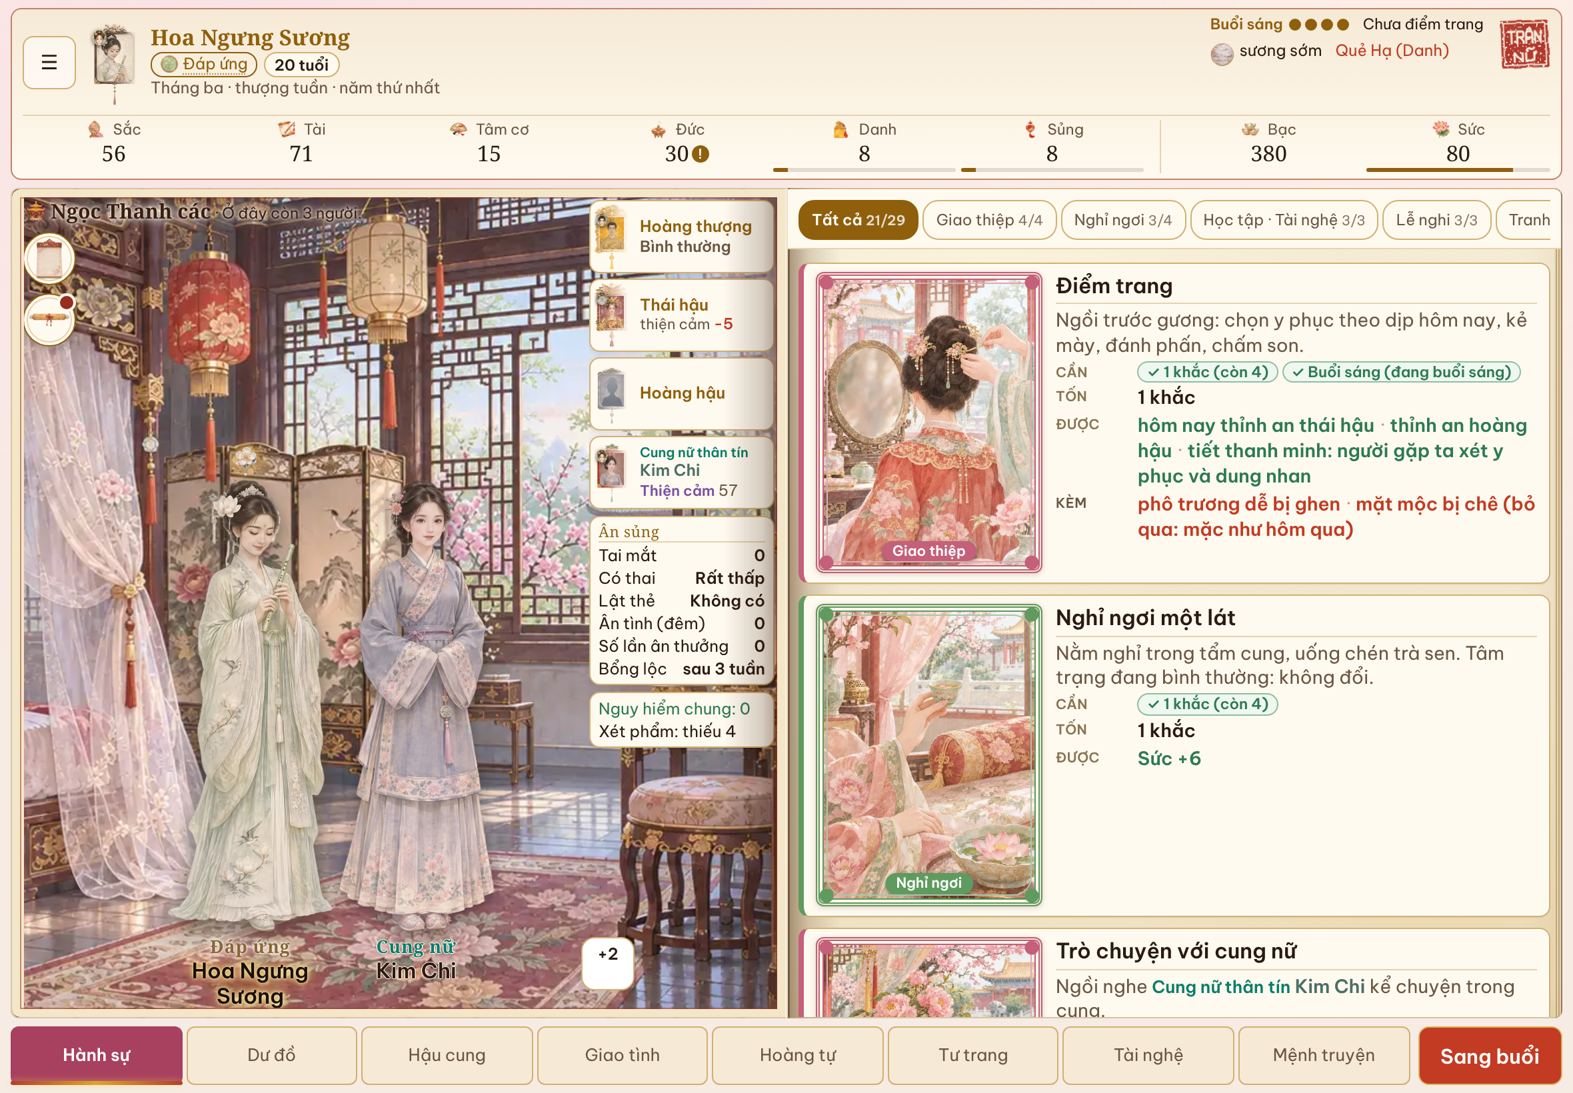 ☰
Hoa Ngưng Sương
Đáp ứng
20 tuổi
Tháng ba · thượng tuần · năm thứ nhất
Buổi sáng
Chưa điểm trang
sương sớm
Quẻ Hạ (Danh)
TRÂN
NỮ
Sắc
56
Tài
71
Tâm cơ
15
Đức
30 !
Danh
8
Sủng
8
Bạc
380
Sức
80
Ngọc Thanh các · Ở đây còn 3 người
Hoàng thượng
Bình thường
Thái hậu
thiện cảm -5
Hoàng hậu
Cung nữ thân tín
Kim Chi
Thiện cảm 57
Ân sủng
Tai mắt 0
Có thai Rất thấp
Lật thẻ Không có
Ân tình (đêm) 0
Số lần ân thưởng 0
Bổng lộc sau 3 tuần
Nguy hiểm chung: 0
Xét phẩm: thiếu 4
Đáp ứng
Hoa Ngưng
Sương
Cung nữ
Kim Chi
+2
Tất cả 21/29
Giao thiệp 4/4
Nghỉ ngơi 3/4
Học tập · Tài nghệ 3/3
Lễ nghi 3/3
Tranh
Giao thiệp
Điểm trang
Ngồi trước gương: chọn y phục theo dịp hôm nay, kẻ
mày, đánh phấn, chấm son.
CẦN ✓ 1 khắc (còn 4) ✓ Buổi sáng (đang buổi sáng)
TỐN 1 khắc
ĐƯỢC hôm nay thỉnh an thái hậu · thỉnh an hoàng
hậu · tiết thanh minh: người gặp ta xét y
phục và dung nhan
KÈM phô trương dễ bị ghen · mặt mộc bị chê (bỏ
qua: mặc như hôm qua)
Nghỉ ngơi
Nghỉ ngơi một lát
Nằm nghỉ trong tẩm cung, uống chén trà sen. Tâm
trạng đang bình thường: không đổi.
CẦN ✓ 1 khắc (còn 4)
TỐN 1 khắc
ĐƯỢC Sức +6
Trò chuyện với cung nữ
Ngồi nghe Cung nữ thân tín Kim Chi kể chuyện trong
cung.
Hành sự
Dư đồ
Hậu cung
Giao tình
Hoàng tự
Tư trang
Tài nghệ
Mệnh truyện
Sang buổi